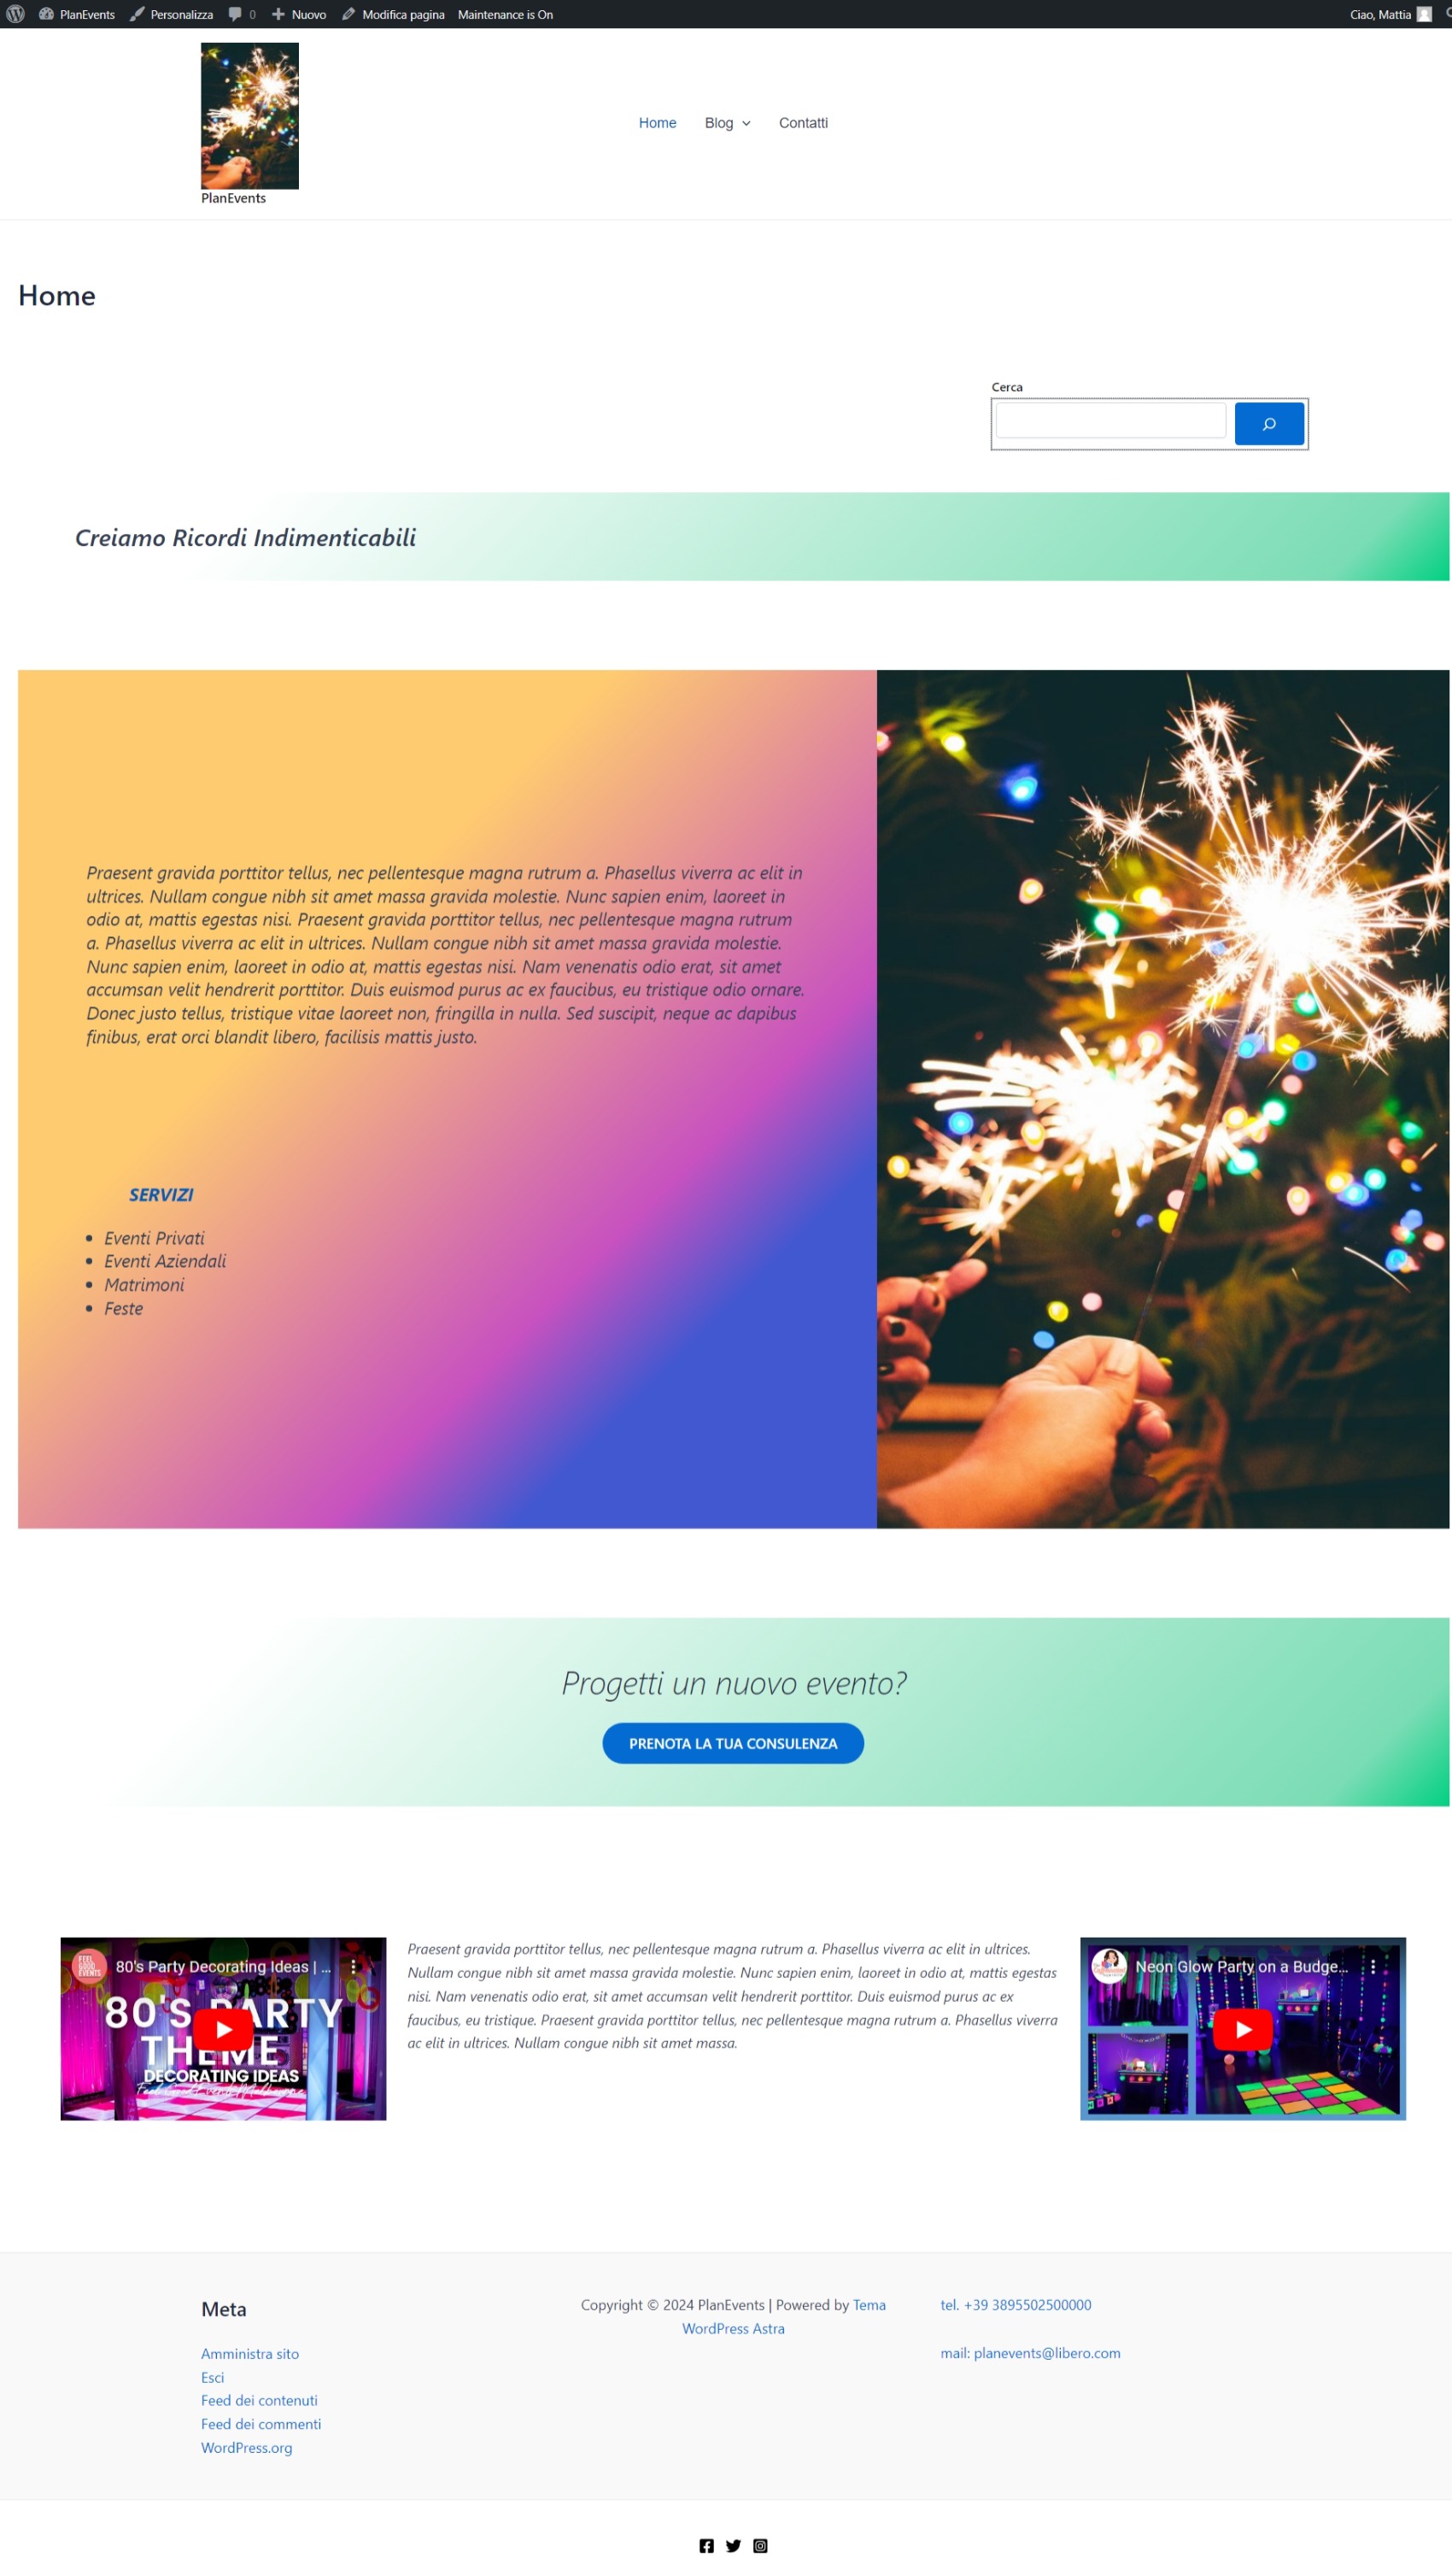 PlanEvents Personalizza 0 Nuovo Modifica pagina Maintenance is On Ciao, Mattia
PlanEvents
Home Blog Contatti
Home
Cerca
Creiamo Ricordi Indimenticabili
Praesent gravida porttitor tellus, nec pellentesque magna rutrum a. Phasellus viverra ac elit in
ultrices. Nullam congue nibh sit amet massa gravida molestie. Nunc sapien enim, laoreet in
odio at, mattis egestas nisi. Praesent gravida porttitor tellus, nec pellentesque magna rutrum
a. Phasellus viverra ac elit in ultrices. Nullam congue nibh sit amet massa gravida molestie.
Nunc sapien enim, laoreet in odio at, mattis egestas nisi. Nam venenatis odio erat, sit amet
accumsan velit hendrerit porttitor. Duis euismod purus ac ex faucibus, eu tristique odio ornare.
Donec justo tellus, tristique vitae laoreet non, fringilla in nulla. Sed suscipit, neque ac dapibus
finibus, erat orci blandit libero, facilisis mattis justo.
SERVIZI
• Eventi Privati
• Eventi Aziendali
• Matrimoni
• Feste
Progetti un nuovo evento?
PRENOTA LA TUA CONSULENZA
FEEL
GOOD
EVENTS
80's Party Decorating Ideas | ...
80'S PARTY
THEME
DECORATING IDEAS
Praesent gravida porttitor tellus, nec pellentesque magna rutrum a. Phasellus viverra ac elit in ultrices.
Nullam congue nibh sit amet massa gravida molestie. Nunc sapien enim, laoreet in odio at, mattis egestas
nisi. Nam venenatis odio erat, sit amet accumsan velit hendrerit porttitor. Duis euismod purus ac ex
faucibus, eu tristique. Praesent gravida porttitor tellus, nec pellentesque magna rutrum a. Phasellus viverra
ac elit in ultrices. Nullam congue nibh sit amet massa.
Neon Glow Party on a Budge...
Meta
Amministra sito
Esci
Feed dei contenuti
Feed dei commenti
WordPress.org
Copyright © 2024 PlanEvents | Powered by Tema
WordPress Astra
tel. +39 3895502500000
mail: planevents@libero.com